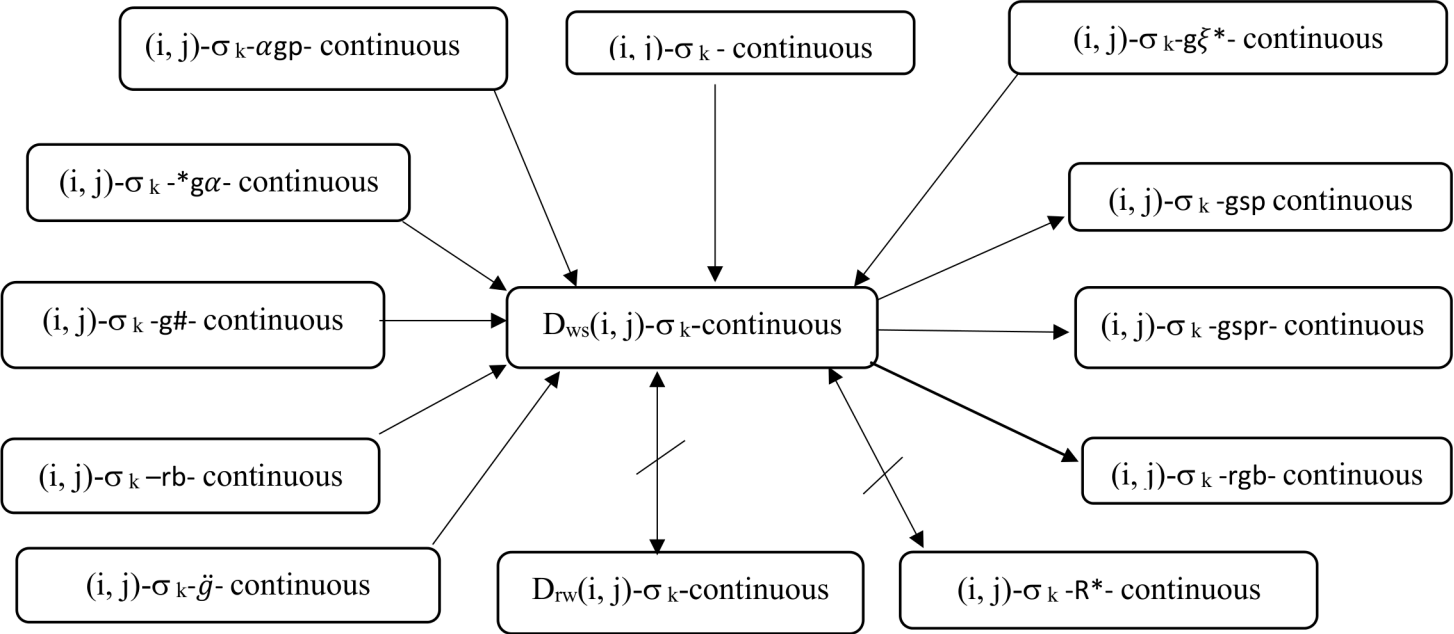 (i, j)-σ k-αgp- continuous
(i, j)-σ k - continuous
(i, j)-σ k-gξ*- continuous
(i, j)-σ k -*gα- continuous
(i, j)-σ k -gsp continuous
(i, j)-σ k -g#- continuous
Dws(i, j)-σ k-continuous
(i, j)-σ k -gspr- continuous
(i, j)-σ k –rb- continuous
(i, j)-σ k -rgb- continuous
(i, j)-σ k-g̈- continuous
Drw(i, j)-σ k-continuous
(i, j)-σ k -R*- continuous